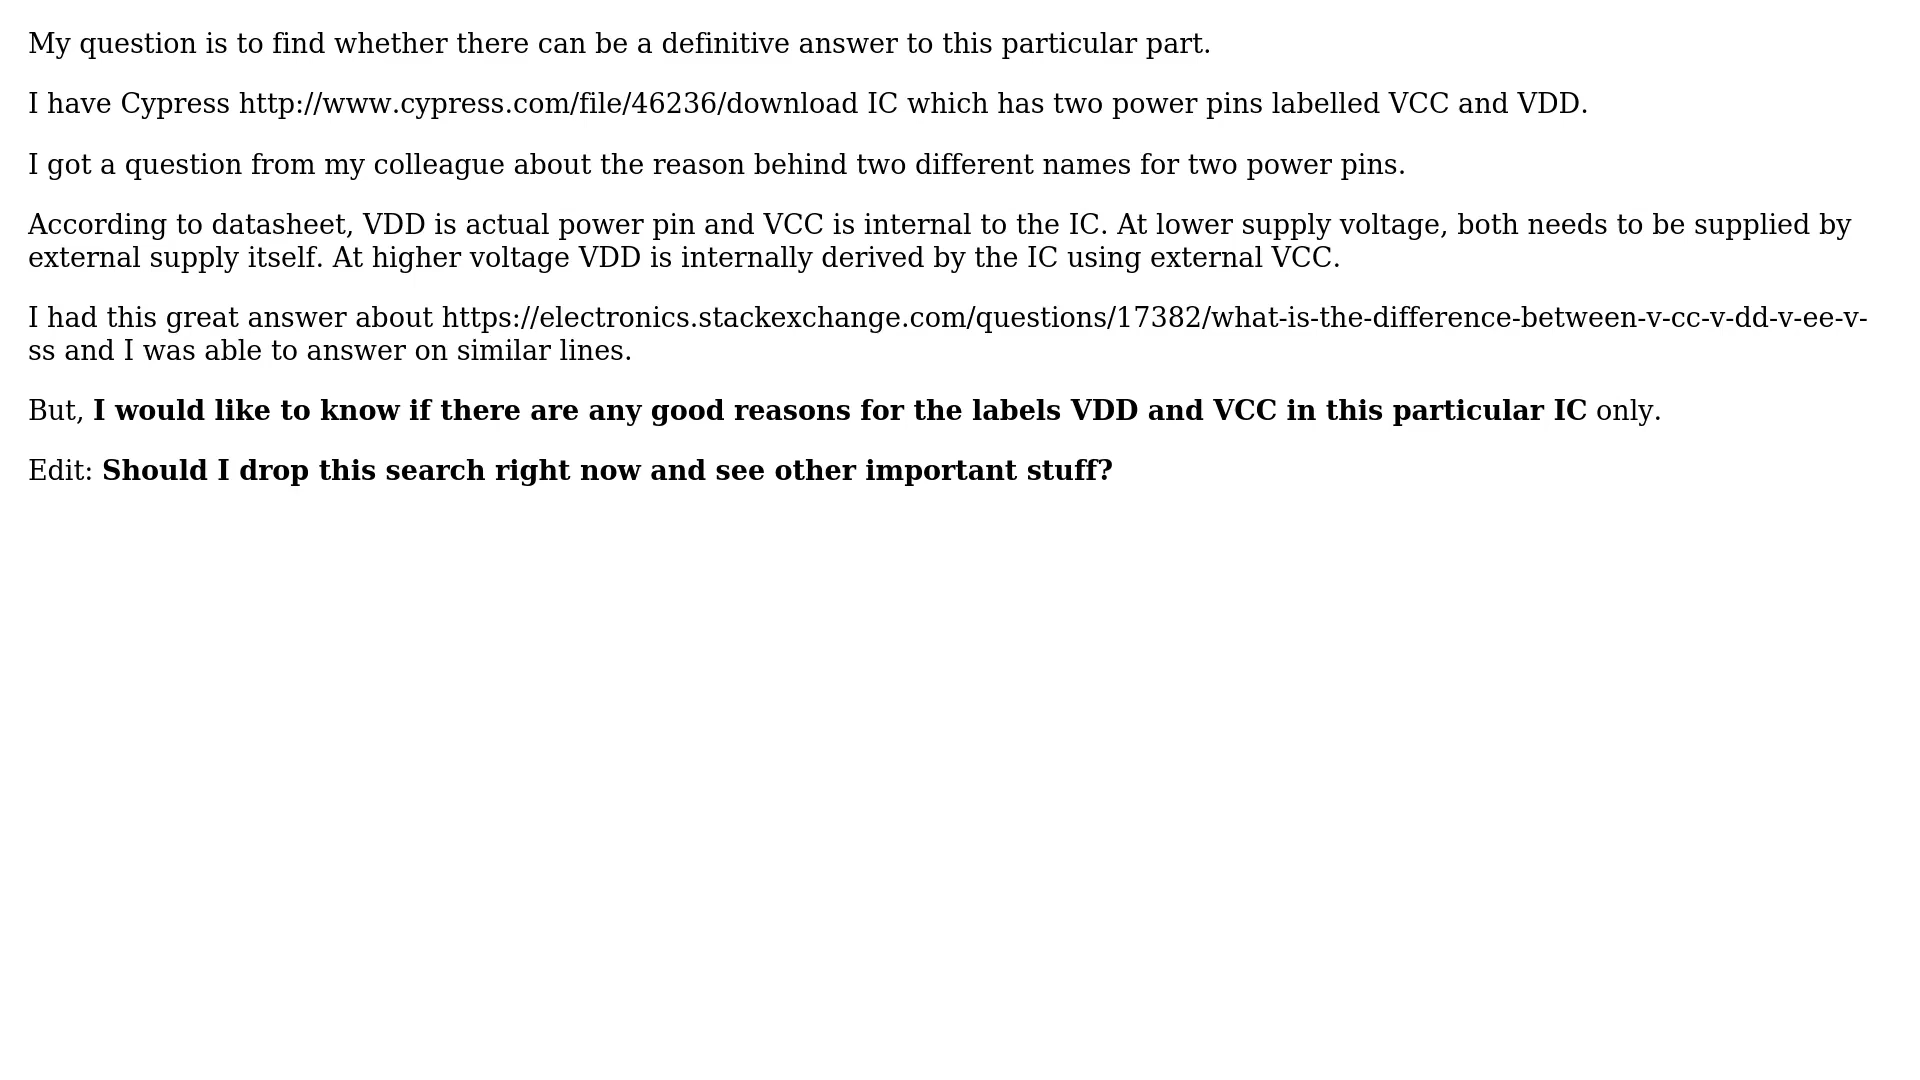 My question is to find whether there can be a definitive answer to this particular part.
I have Cypress http://www.cypress.com/file/46236/download IC which has two power pins labelled VCC and VDD.
I got a question from my colleague about the reason behind two different names for two power pins.
According to datasheet, VDD is actual power pin and VCC is internal to the IC. At lower supply voltage, both needs to be supplied by
external supply itself. At higher voltage VDD is internally derived by the IC using external VCC.
I had this great answer about https://electronics.stackexchange.com/questions/17382/what-is-the-difference-between-v-cc-v-dd-v-ee-v-
ss and I was able to answer on similar lines.
But, I would like to know if there are any good reasons for the labels VDD and VCC in this particular IC only.
Edit: Should I drop this search right now and see other important stuff?